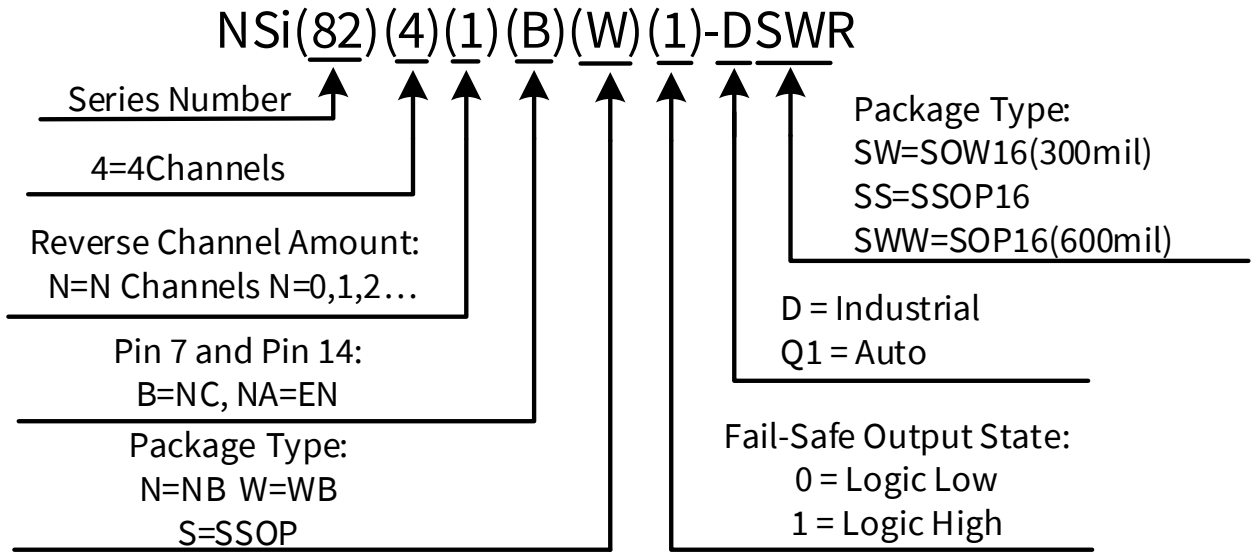 NSi(82)(4)(1)(B)(W)(1)-DSWR
Series Number
4=4Channels
Reverse Channel Amount:
N=N Channels N=0,1,2…
Pin 7 and Pin 14:
B=NC, NA=EN
Package Type:
N=NB W=WB
S=SSOP
Package Type:
SW=SOW16(300mil)
SS=SSOP16
SWW=SOP16(600mil)
D = Industrial
Q1 = Auto
Fail-Safe Output State:
0 = Logic Low
1 = Logic High